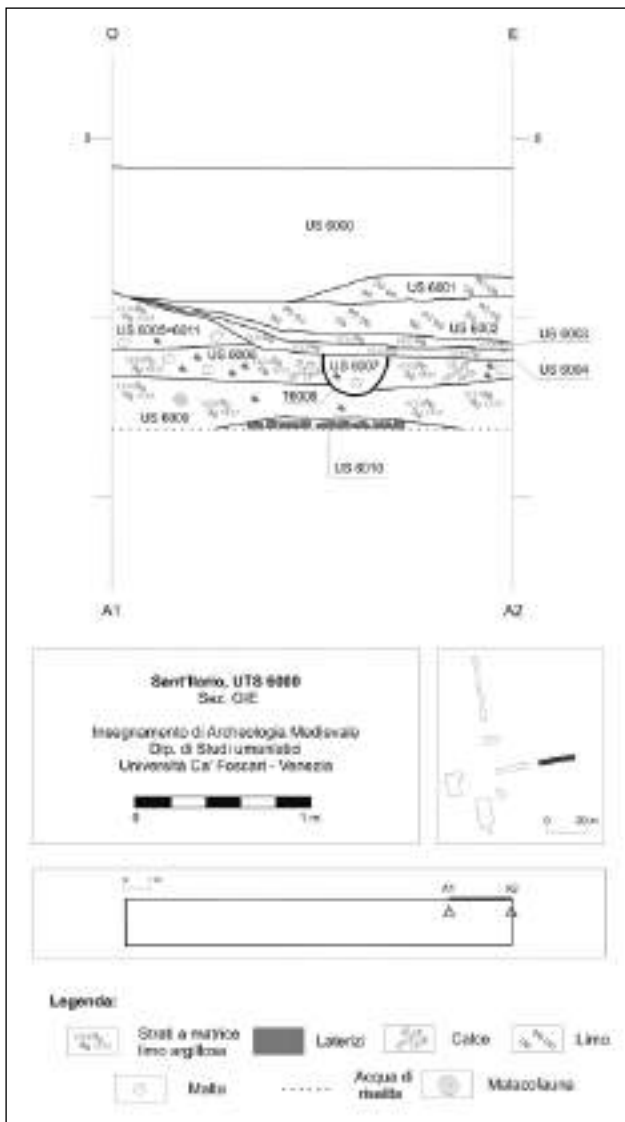 O E
0 0
US 6000
US 6001
US 6002
US 6003
US 6005=6011
US 6006
US 6007
US 6004
US 6009
US 6010
A1 A2
Sant'Ilario, UTS 6000
Sez. O/E
Insegnamento di Archeologia Medievale
Dip. di Studi umanistici
Università Ca' Foscari - Venezia
0 1 m
0 20 m
A1 A2
Legenda:
Strati a matrice limo argillosa
Laterizi
Calce
Limo
Malta
Acqua di risalita
Malacofauna